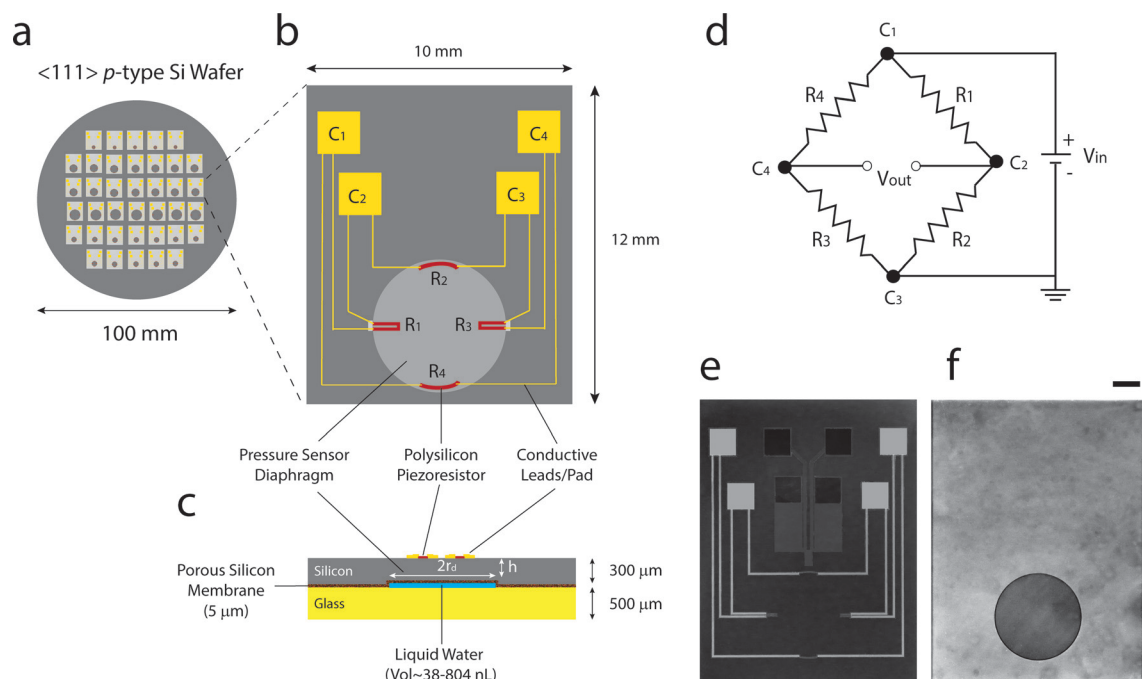 a
<111> p-type Si Wafer
100 mm
b
10 mm
C1
C4
C2
C3
R2
R1
R3
R4
12 mm
Pressure Sensor
Diaphragm
Polysilicon
Piezoresistor
Conductive
Leads/Pad
c
Silicon
2rd
h
Porous Silicon
Membrane
(5 μm)
Glass
300 μm
500 μm
Liquid Water
(Vol~38-804 nL)
d
C1
R4
R1
+
Vin
-
C4
Vout
C2
R3
R2
C3
e
f